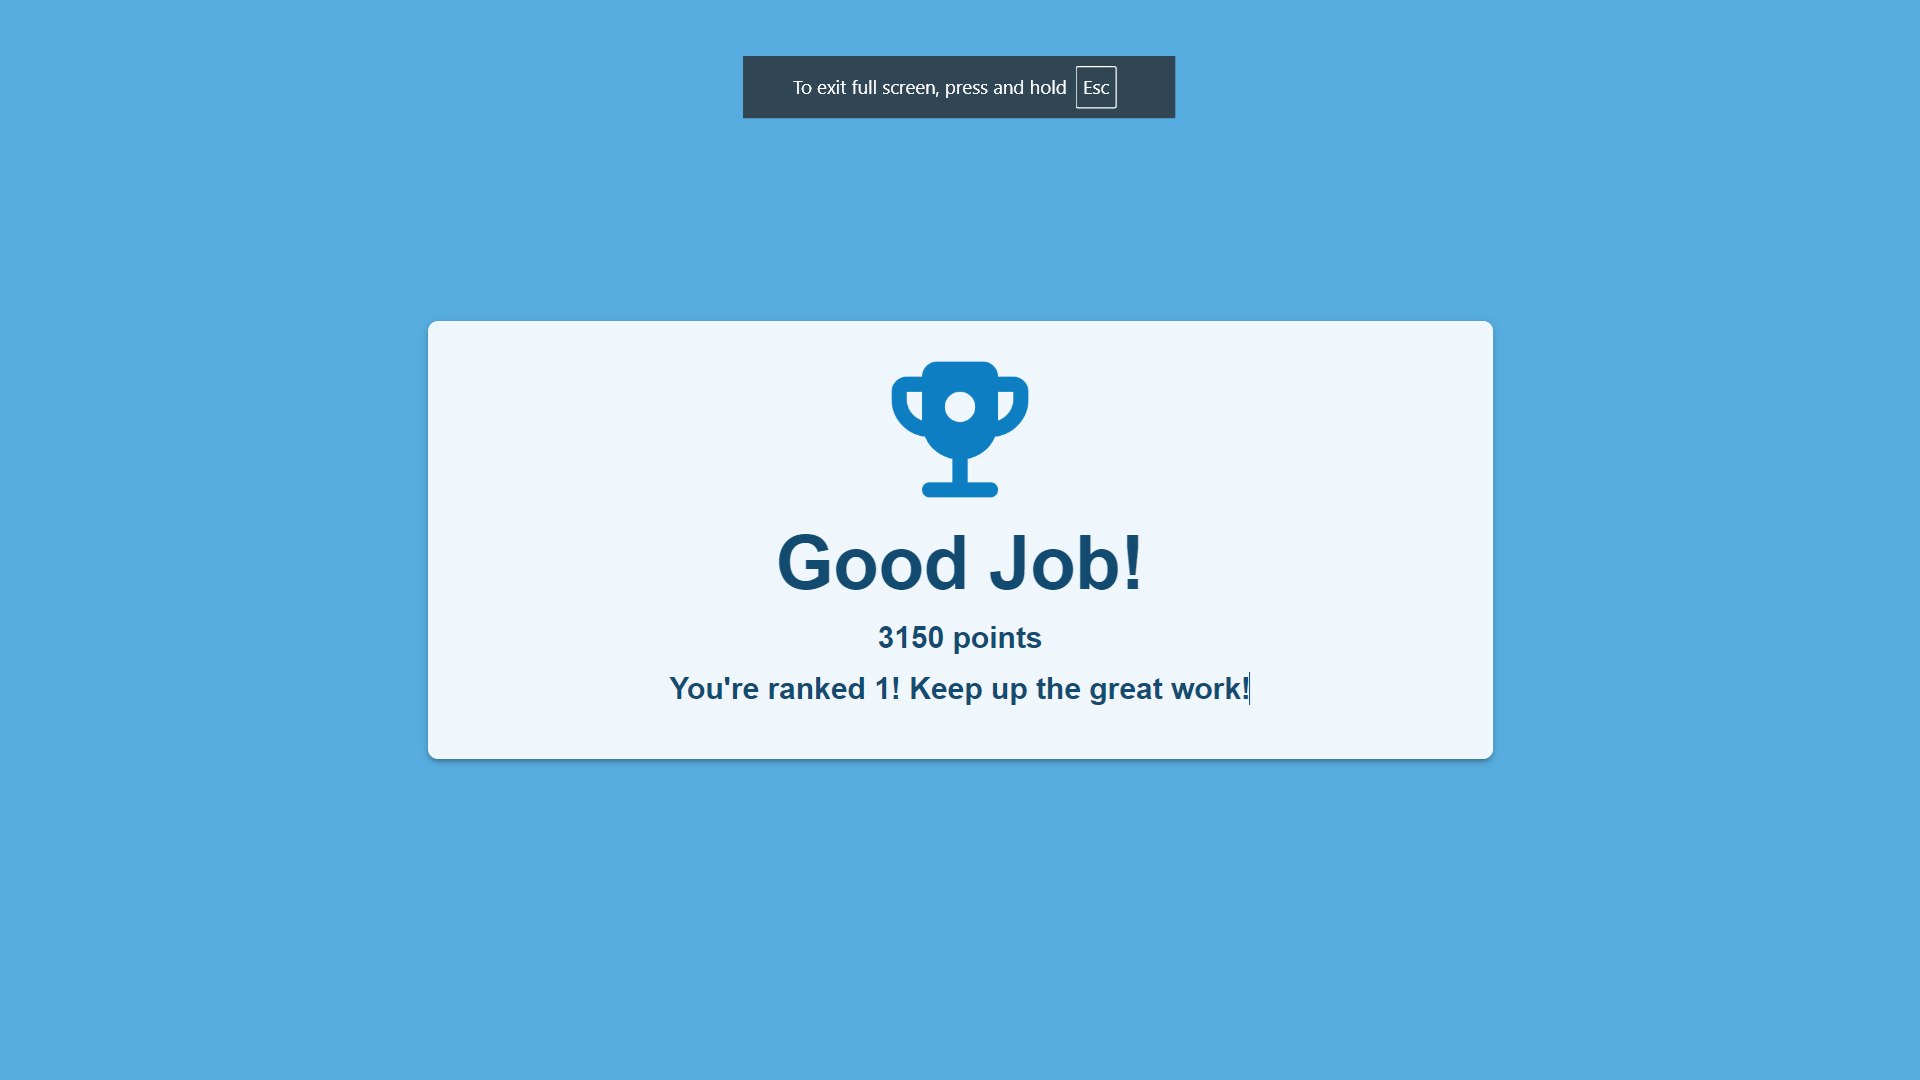 To exit full screen, press and hold Esc
Good Job!
3150 points
You're ranked 1! Keep up the great work!